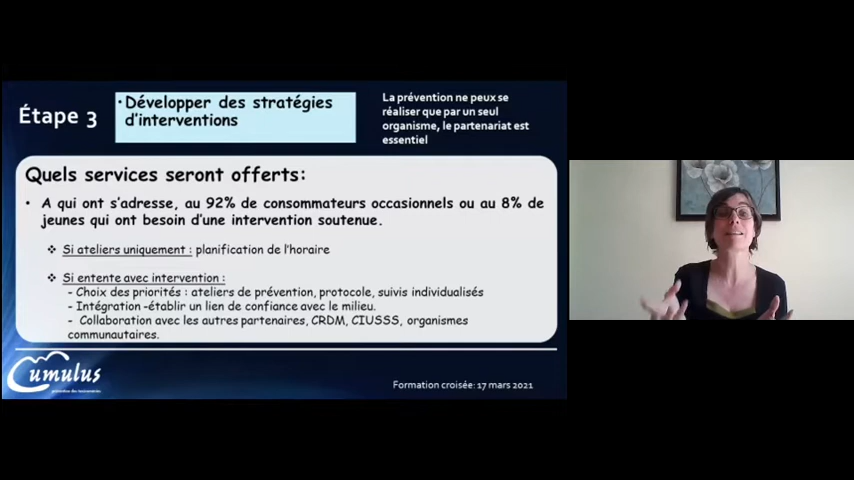 Étape 3
• Développer des stratégies
d'interventions
La prévention ne peux se
réaliser que par un seul
organisme, le partenariat est
essentiel
Quels services seront offerts:
• A qui ont s'adresse, au 92% de consommateurs occasionnels ou au 8% de
jeunes qui ont besoin d'une intervention soutenue.
❖ Si ateliers uniquement : planification de l'horaire
❖ Si entente avec intervention :
- Choix des priorités : ateliers de prévention, protocole, suivis individualisés
- Intégration -établir un lien de confiance avec le milieu.
- Collaboration avec les autres partenaires, CRDM, CIUSSS, organismes
communautaires.
Cumulus
Formation croisée: 17 mars 2021